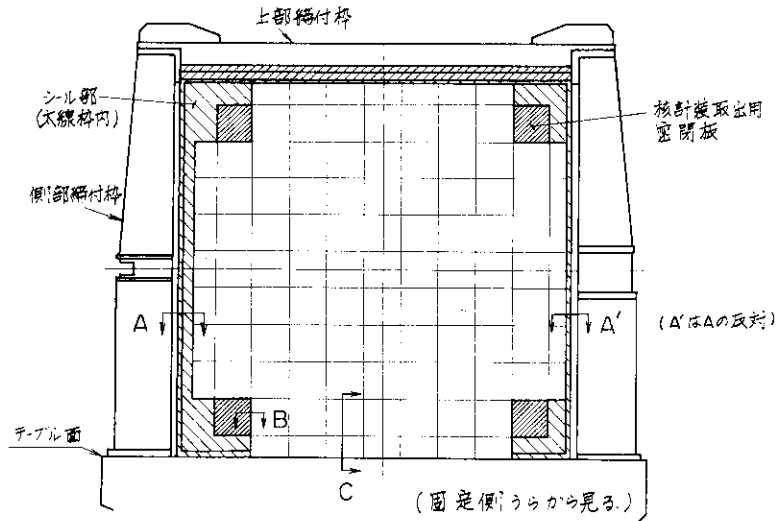 上部締付枠
シール部
(太線枠内)
核計装取出用
密閉板
側部締付枠
A
A'
(A'はAの反対)
B
テーブル面
C
(固定側うらから見る.)